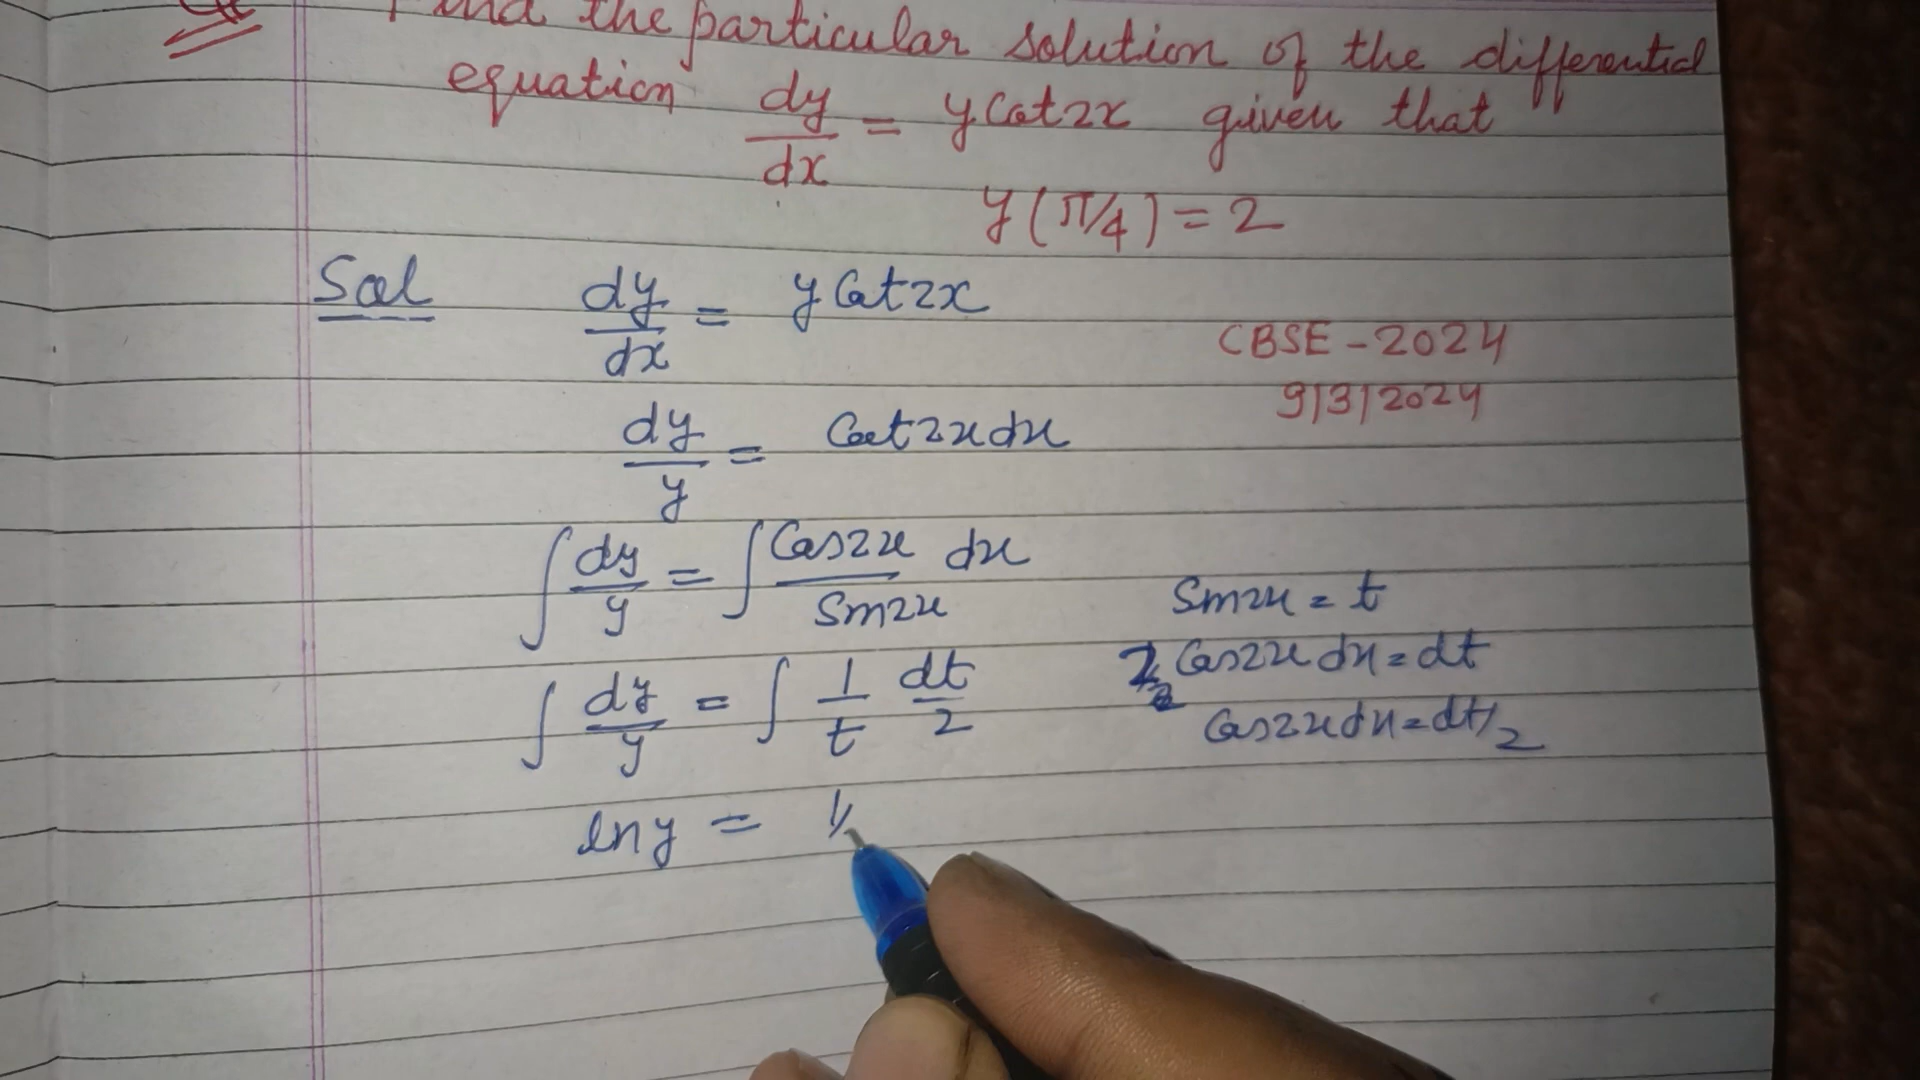 Find the particular solution of the differential
equation dy/dx = y cot2x given that
y(π/4) = 2
Sol dy/dx = y Cot2x
CBSE - 2024
9/3/2024
dy/y = Cot2x dx
∫ dy/y = ∫ Cos2x/Sin2x dx
Sin2x = t
2 Cos2x dx = dt
∫ dy/y = ∫ 1/t dt/2
Cos2x dx = dt/2
ln y = 1/